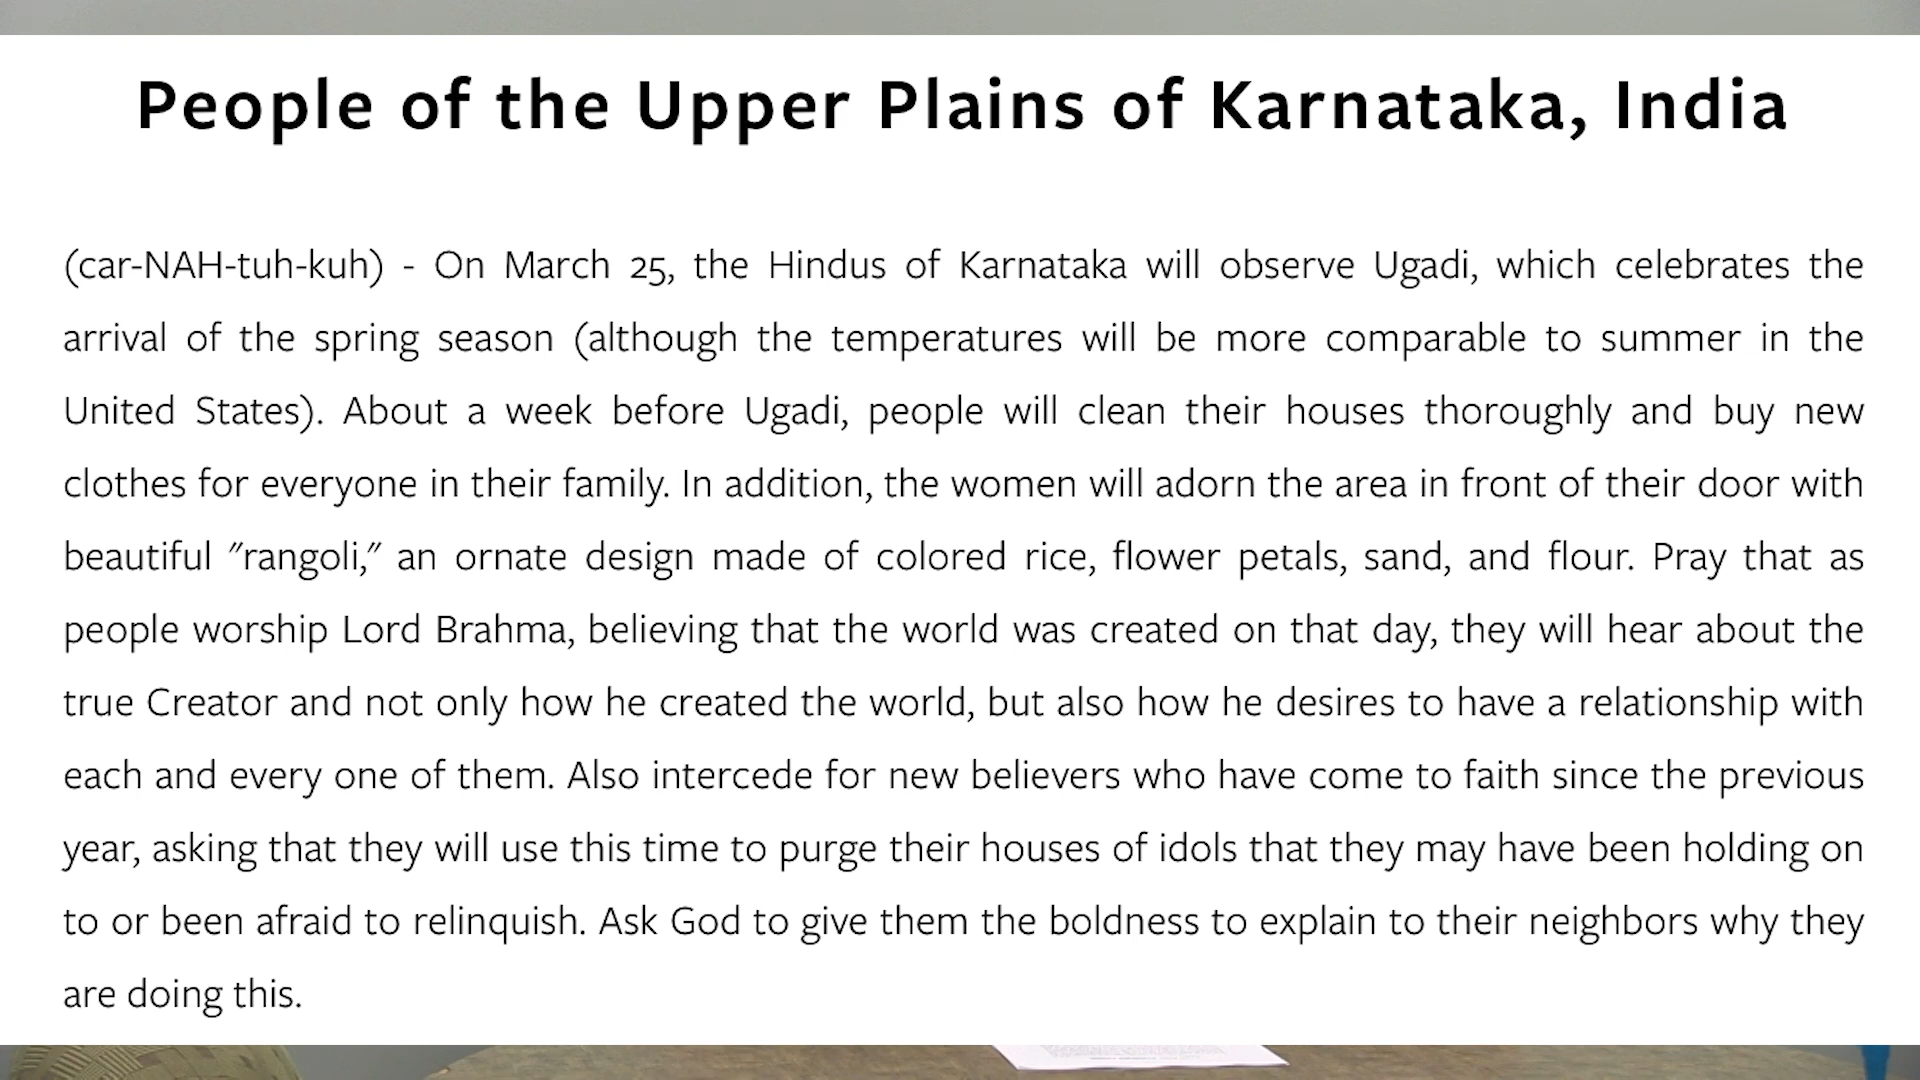 People of the Upper Plains of Karnataka, India
(car-NAH-tuh-kuh) - On March 25, the Hindus of Karnataka will observe Ugadi, which celebrates the
arrival of the spring season (although the temperatures will be more comparable to summer in the
United States). About a week before Ugadi, people will clean their houses thoroughly and buy new
clothes for everyone in their family. In addition, the women will adorn the area in front of their door with
beautiful "rangoli," an ornate design made of colored rice, flower petals, sand, and flour. Pray that as
people worship Lord Brahma, believing that the world was created on that day, they will hear about the
true Creator and not only how he created the world, but also how he desires to have a relationship with
each and every one of them. Also intercede for new believers who have come to faith since the previous
year, asking that they will use this time to purge their houses of idols that they may have been holding on
to or been afraid to relinquish. Ask God to give them the boldness to explain to their neighbors why they
are doing this.